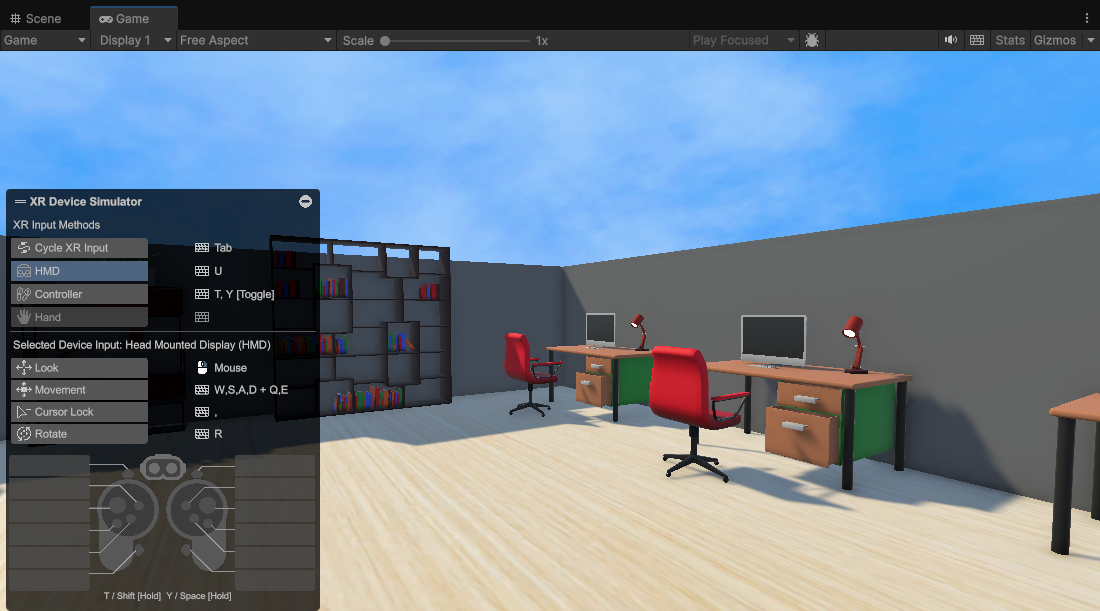 Scene
Game
Game
Display 1
Free Aspect
Scale
1x
Play Focused
Stats
Gizmos
XR Device Simulator
XR Input Methods
Cycle XR Input
Tab
HMD
U
Controller
T, Y [Toggle]
Hand
Selected Device Input: Head Mounted Display (HMD)
Look
Mouse
Movement
W,S,A,D + Q,E
Cursor Lock
,
Rotate
R
T / Shift [Hold] Y / Space [Hold]